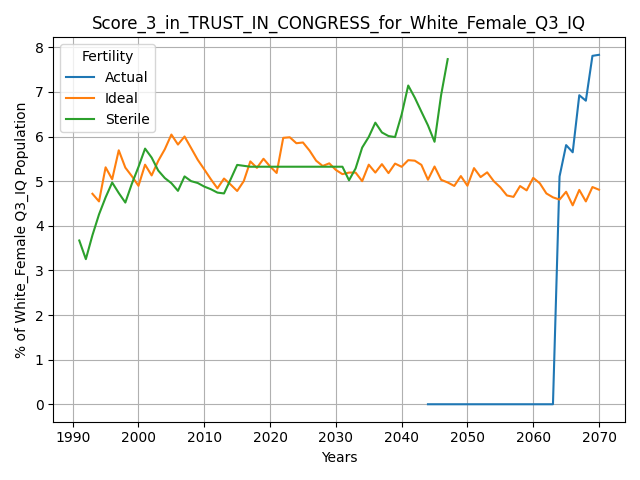 Score_3_in_TRUST_IN_CONGRESS_for_White_Female_Q3_IQ
Fertility
Actual
Ideal
Sterile
% of White_Female Q3_IQ Population
8
7
6
5
4
3
2
1
0
1990 2000 2010 2020 2030 2040 2050 2060 2070
Years